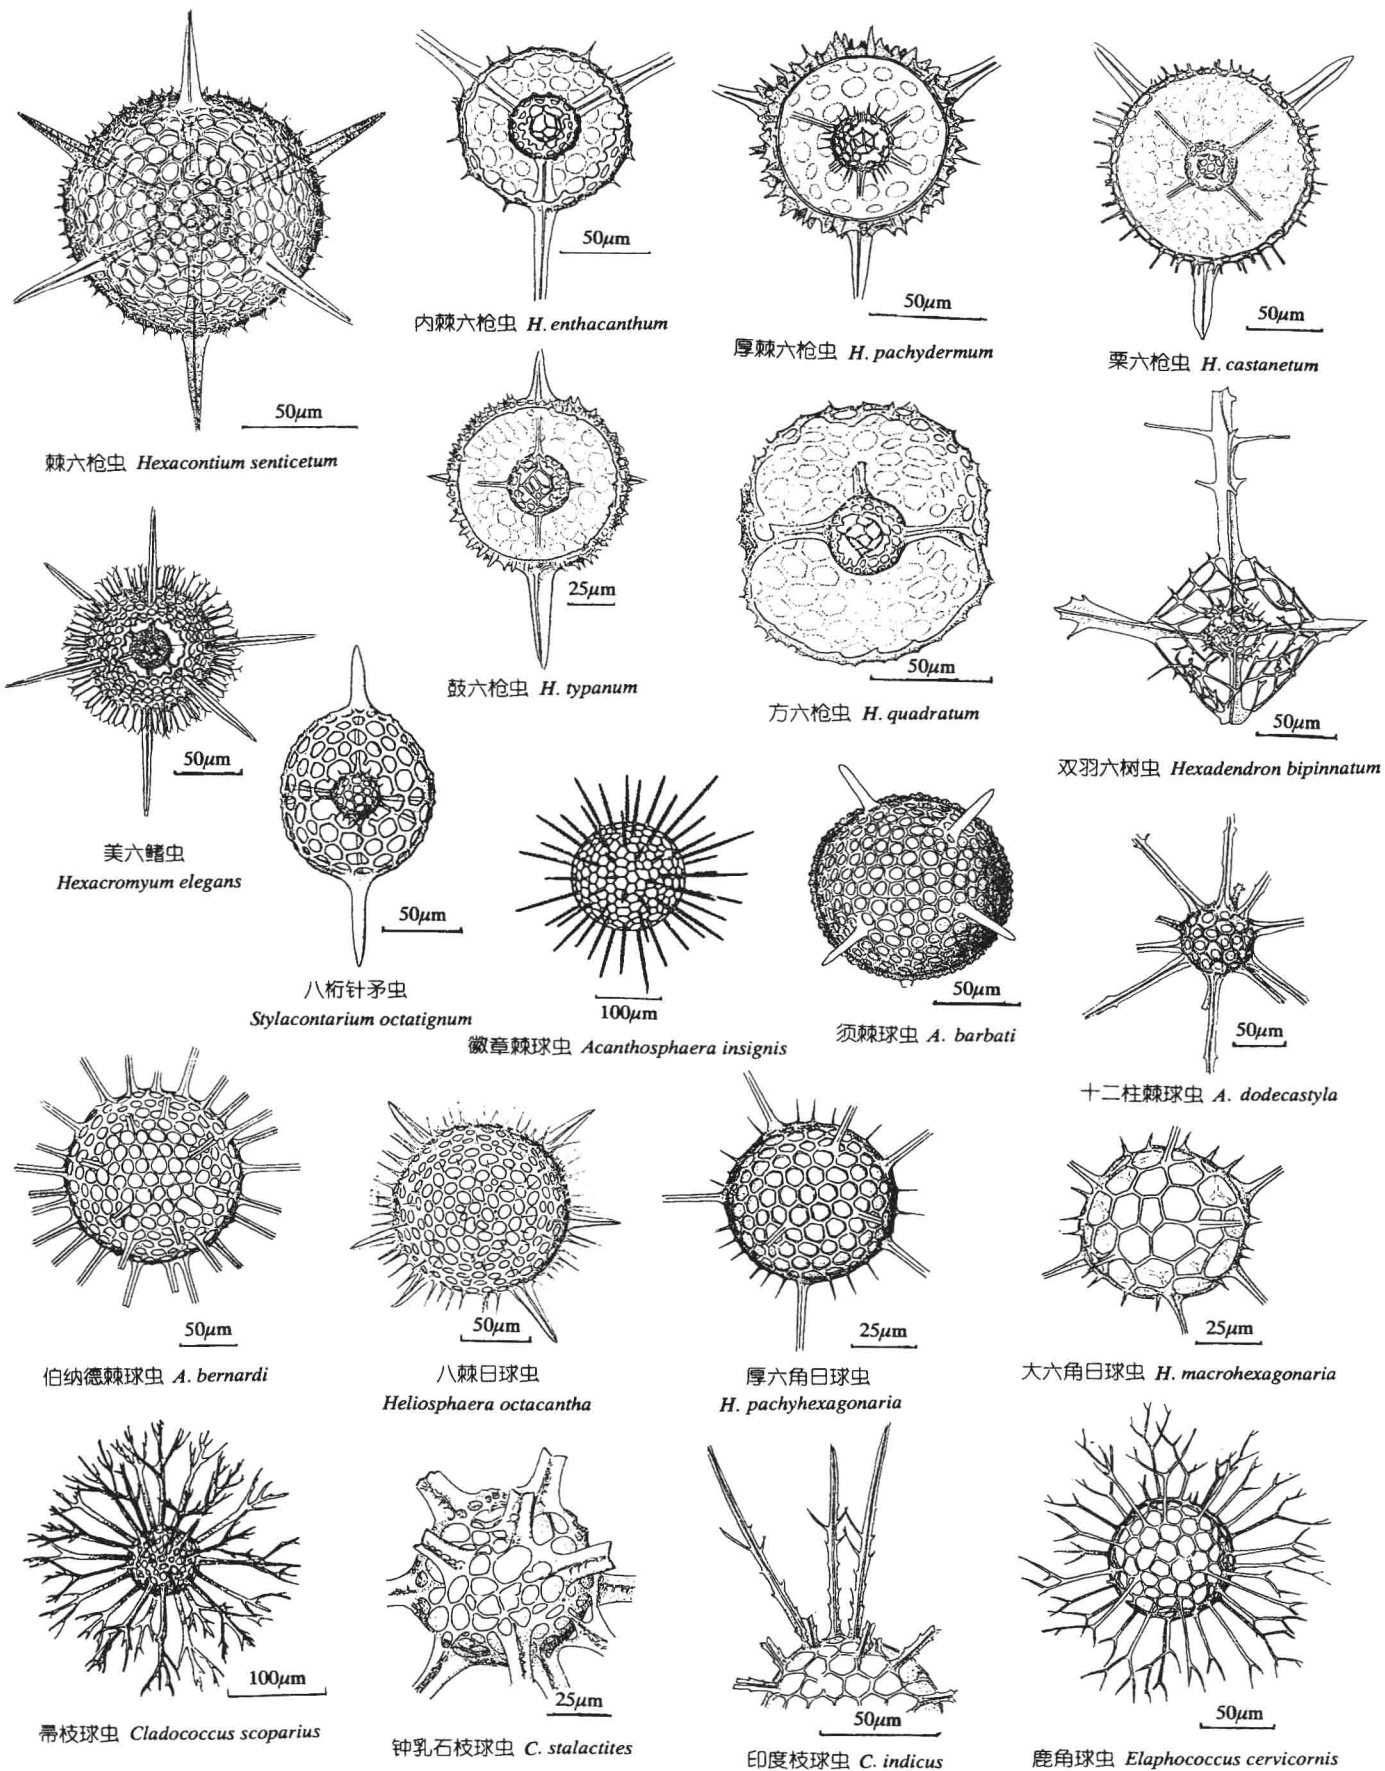 50μm
内棘六枪虫 H. enthacanthum
50μm
厚棘六枪虫 H. pachydermum
50μm
栗六枪虫 H. castanetum
50μm
棘六枪虫 Hexacontium senticetum
25μm
鼓六枪虫 H. typanum
50μm
方六枪虫 H. quadratum
50μm
双羽六树虫 Hexadendron bipinnatum
50μm
美六鳍虫
Hexacromyum elegans
50μm
八桁针矛虫
Stylacontarium octatignum
100μm
徽章棘球虫 Acanthosphaera insignis
50μm
须棘球虫 A. barbati
50μm
十二柱棘球虫 A. dodecastyla
50μm
伯纳德棘球虫 A. bernardi
50μm
八棘日球虫
Heliosphaera octacantha
25μm
厚六角日球虫
H. pachyhexagonaria
25μm
大六角日球虫 H. macrohexagonaria
100μm
帚枝球虫 Cladococcus scoparius
25μm
钟乳石枝球虫 C. stalactites
50μm
印度枝球虫 C. indicus
50μm
鹿角球虫 Elaphococcus cervicornis